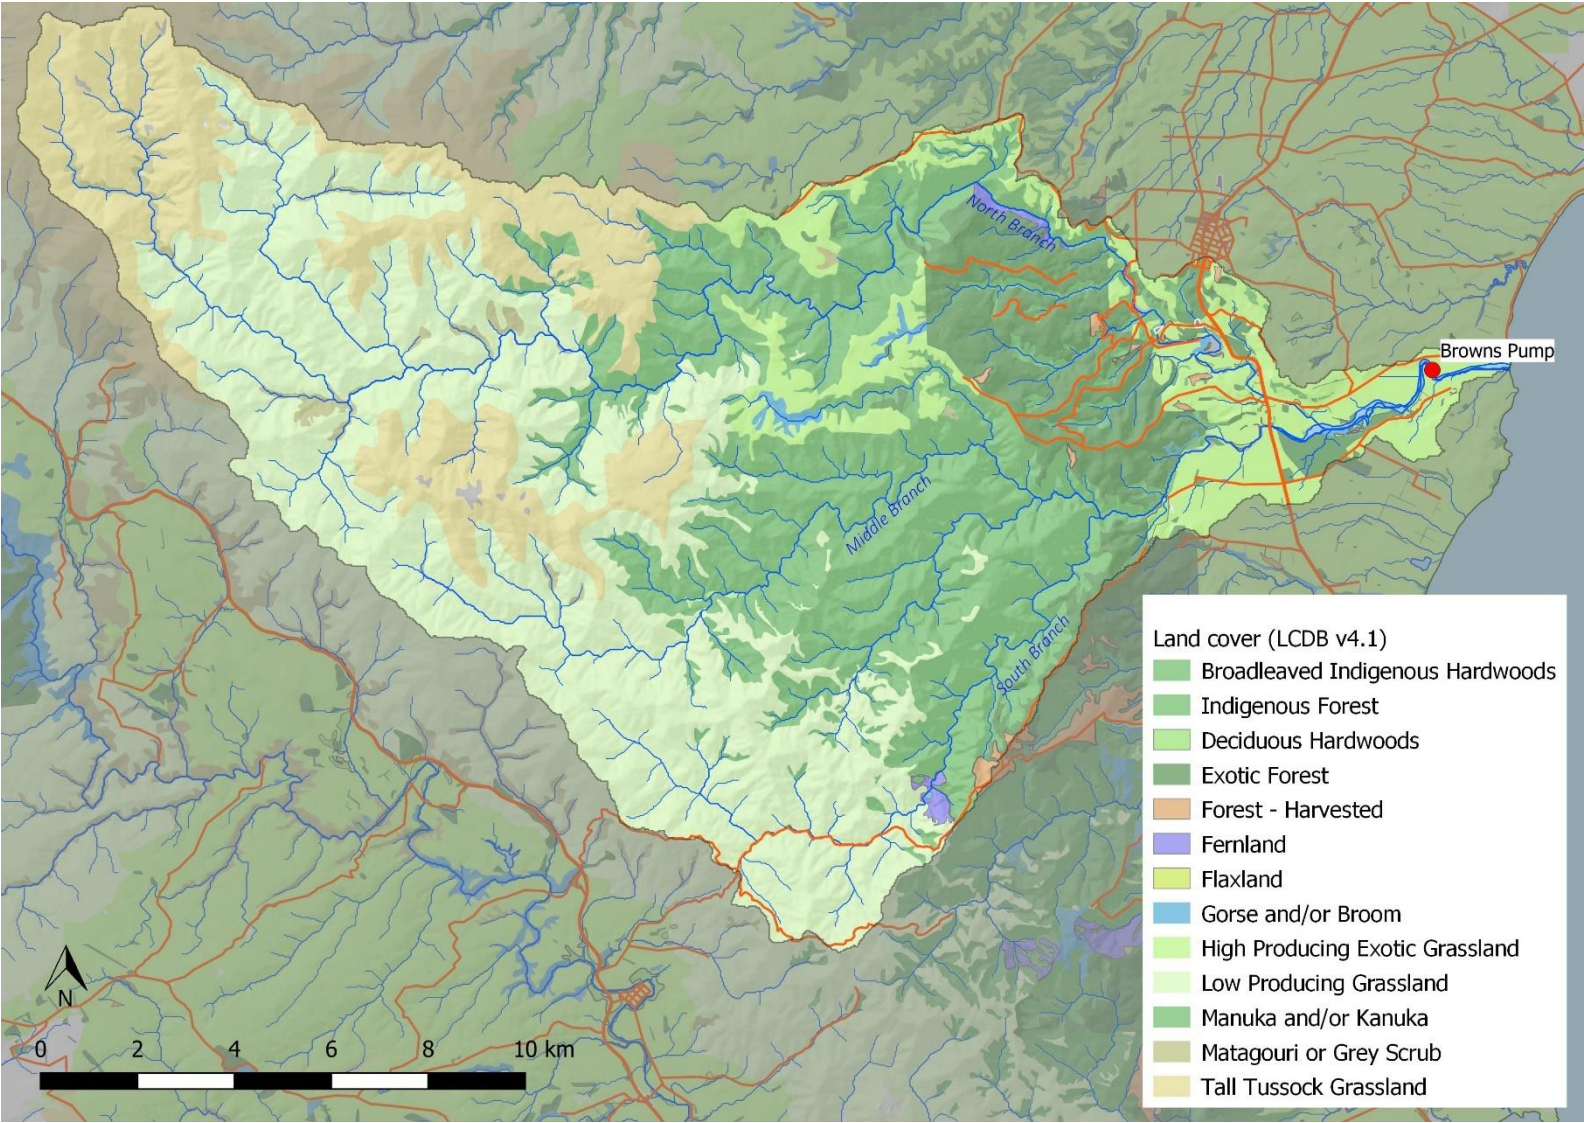 North Branch
Browns Pump
Middle Branch
South Branch
Land cover (LCDB v4.1)
Broadleaved Indigenous Hardwoods
Indigenous Forest
Deciduous Hardwoods
Exotic Forest
Forest - Harvested
Fernland
Flaxland
Gorse and/or Broom
High Producing Exotic Grassland
Low Producing Grassland
Manuka and/or Kanuka
Matagouri or Grey Scrub
Tall Tussock Grassland
N
0 2 4 6 8 10 km